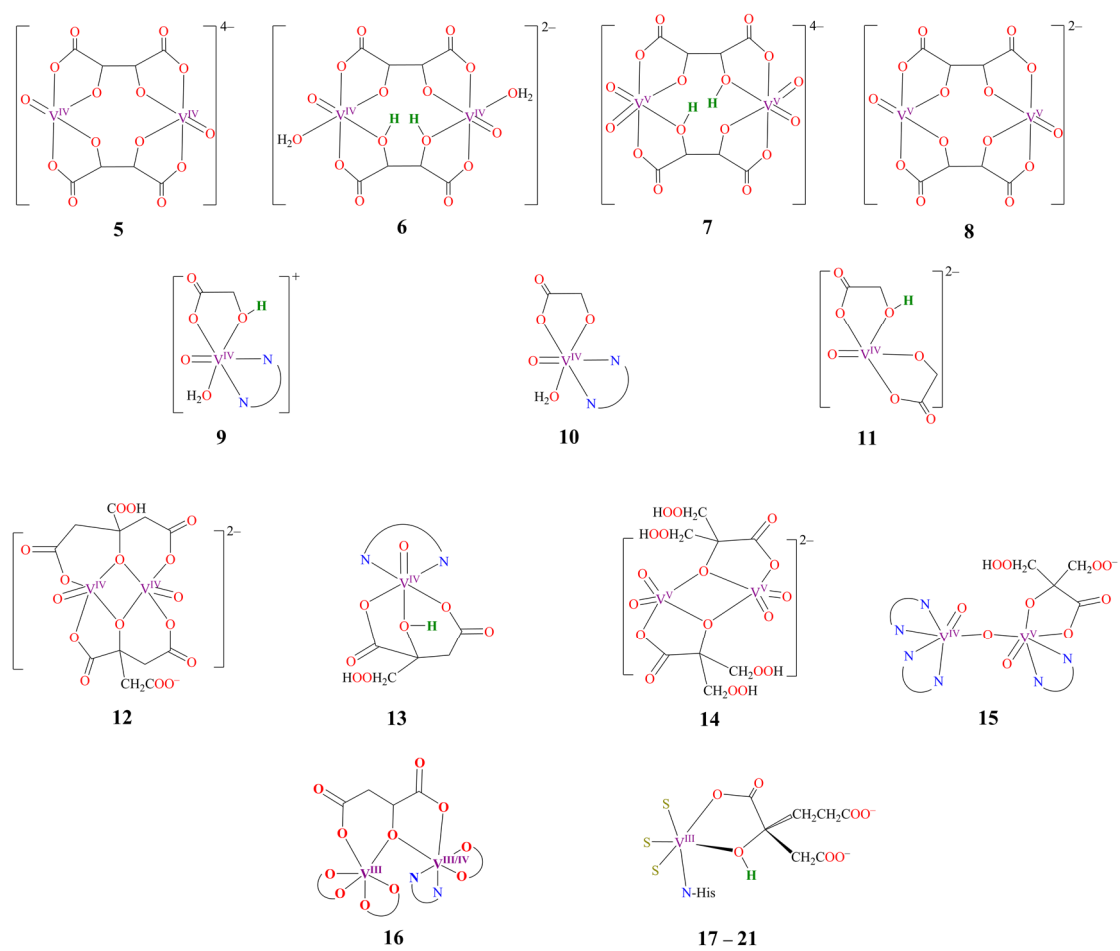 4– 2– 4– 2–
O O O O O O O O
O O O O O O O O
O O O O O O O O
O V^IV V^IV O O V^IV V^IV OH2 O V^V V^V O O V^V V^V O
H2O O H H O O H H O
O O O O O O O O
O O O O O O O O
O O O O O O O O
5 6 7 8
+ 2–
O O H O O O O H
O O O O
O V^IV N O V^IV N O V^IV O
H2O N H2O N O O
9 10 11
COOH 2– HOOH2C O 2–
O O O HOOH2C O
O O O N N O O
O V^IV V^IV O V^IV O V^V V^V O
O O O O O O O
O O O H O O
O CH2COO– HOOH2C O CH2OOH
CH2OOH
HOOH2C CH2COO–
O O O
N N V^IV O V^V O
N N O N N
12 13 14 15
O O
O O O
V^III V^III/IV O
O O O O N N O
S O O CH2CH2COO–
S V^III O CH2COO–
S H
N-His
16 17 – 21